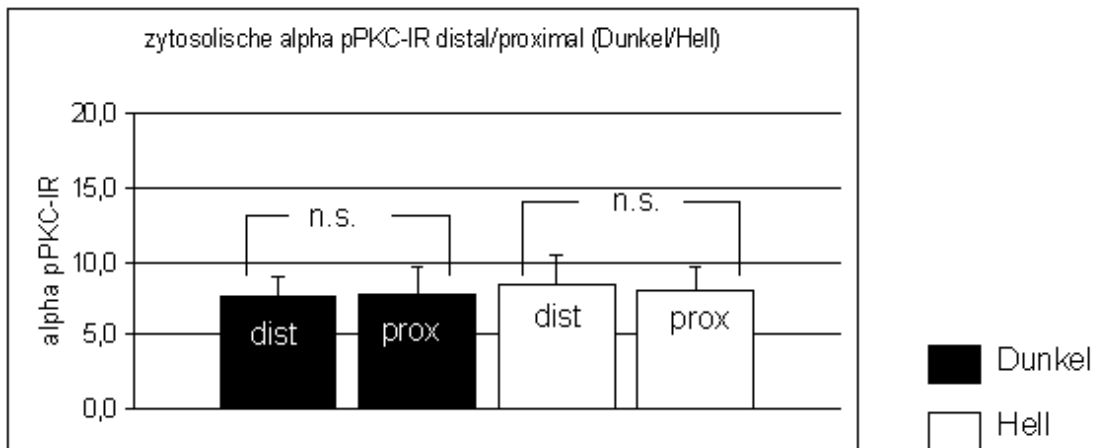 zytosolische alpha pPKC-IR distal/proximal (Dunkel/Hell)
alpha pPKC-IR
20,0
15,0
10,0
5,0
0,0
n.s.
n.s.
dist
prox
dist
prox
Dunkel
Hell